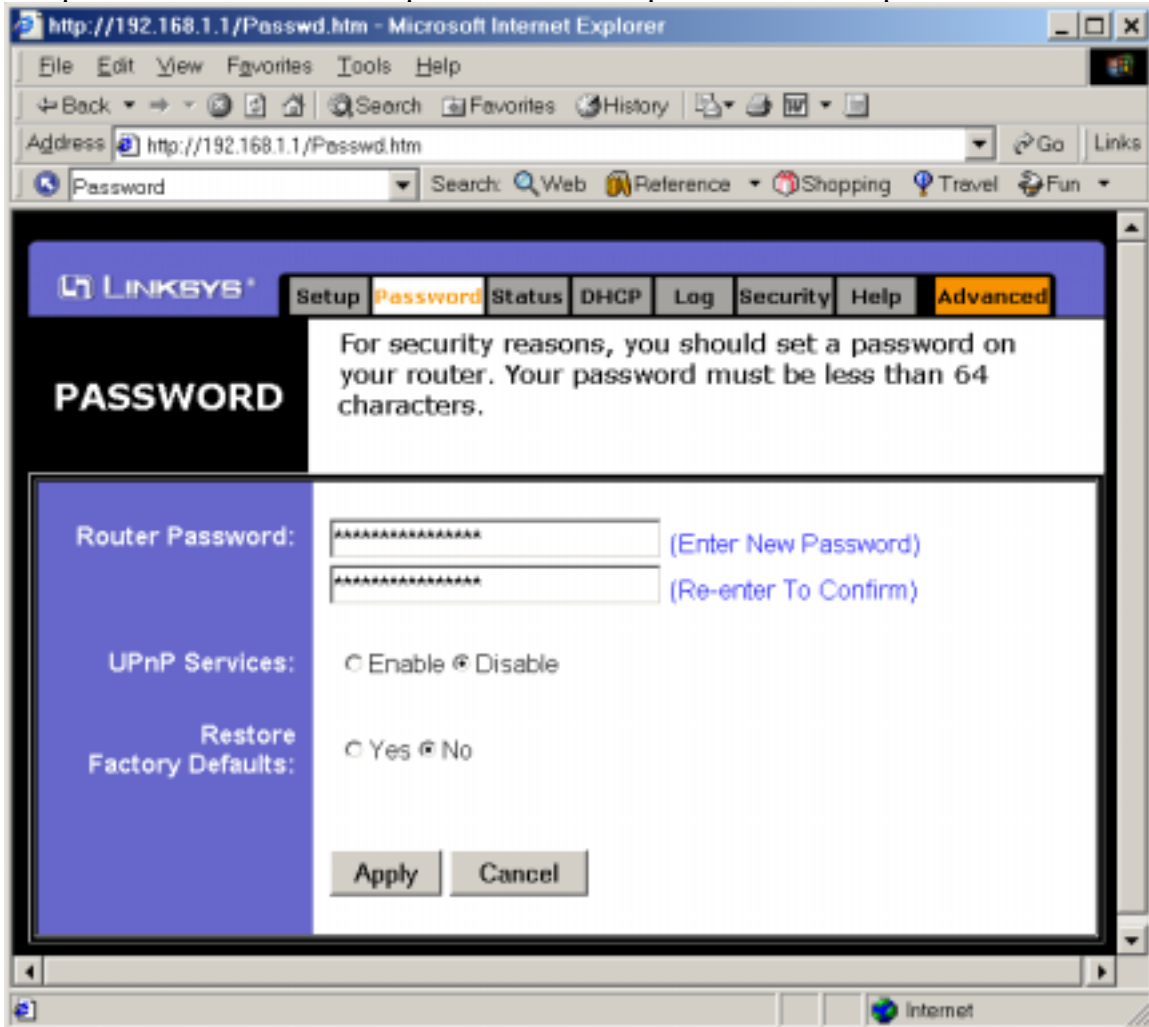 http://192.168.1.1/Passwd.htm - Microsoft Internet Explorer
File Edit View Favorites Tools Help
Back Search Favorites History
Address http://192.168.1.1/Passwd.htm Go Links
Password Search: Web Reference Shopping Travel Fun
LINKSYS®
Setup Password Status DHCP Log Security Help Advanced
PASSWORD
For security reasons, you should set a password on
your router. Your password must be less than 64
characters.
Router Password: **************** (Enter New Password)
**************** (Re-enter To Confirm)
UPnP Services: Enable Disable
Restore
Factory Defaults: Yes No
Apply Cancel
Internet